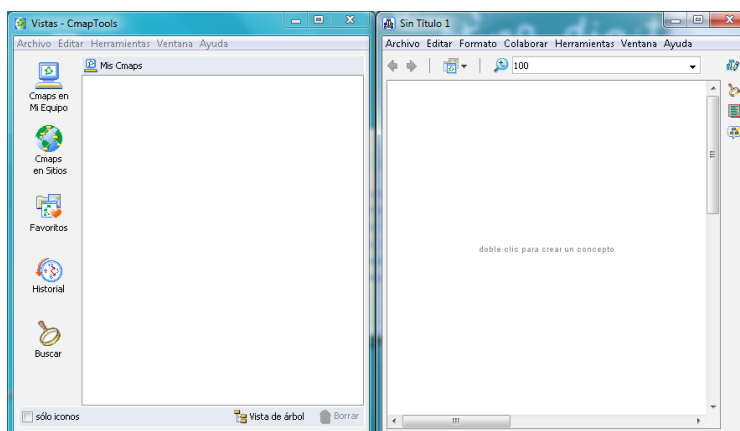 Vistas - CmapTools
Archivo Editar Herramientas Ventana Ayuda
Mis Cmaps
Cmaps en
Mi Equipo
Cmaps
en Sitios
Favoritos
Historial
Buscar
sólo iconos
Vista de árbol
Borrar
Sin Título 1
Archivo Editar Formato Colaborar Herramientas Ventana Ayuda
100
doble clic para crear un concepto